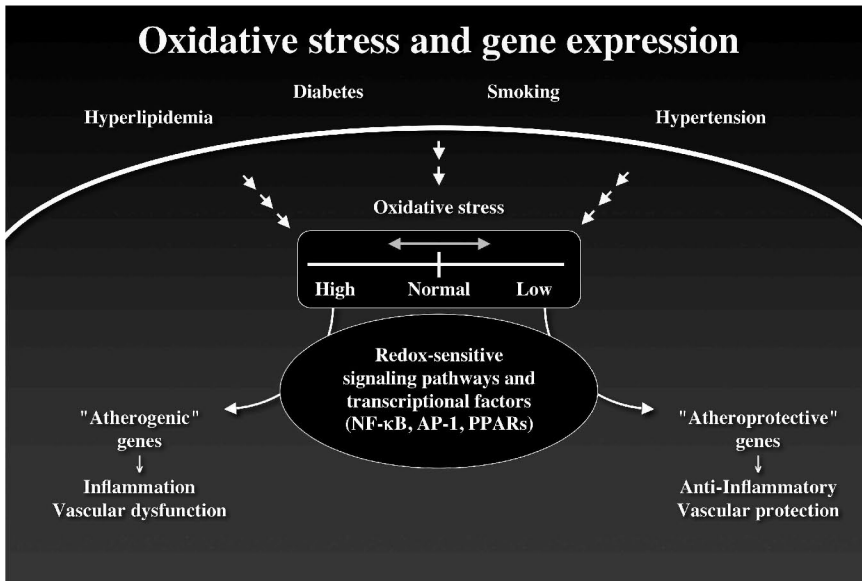 Oxidative stress and gene expression
Diabetes
Smoking
Hyperlipidemia
Hypertension
Oxidative stress
High
Normal
Low
Redox-sensitive
signaling pathways and
transcriptional factors
(NF-κB, AP-1, PPARs)
"Atherogenic"
genes
Inflammation
Vascular dysfunction
"Atheroprotective"
genes
Anti-Inflammatory
Vascular protection